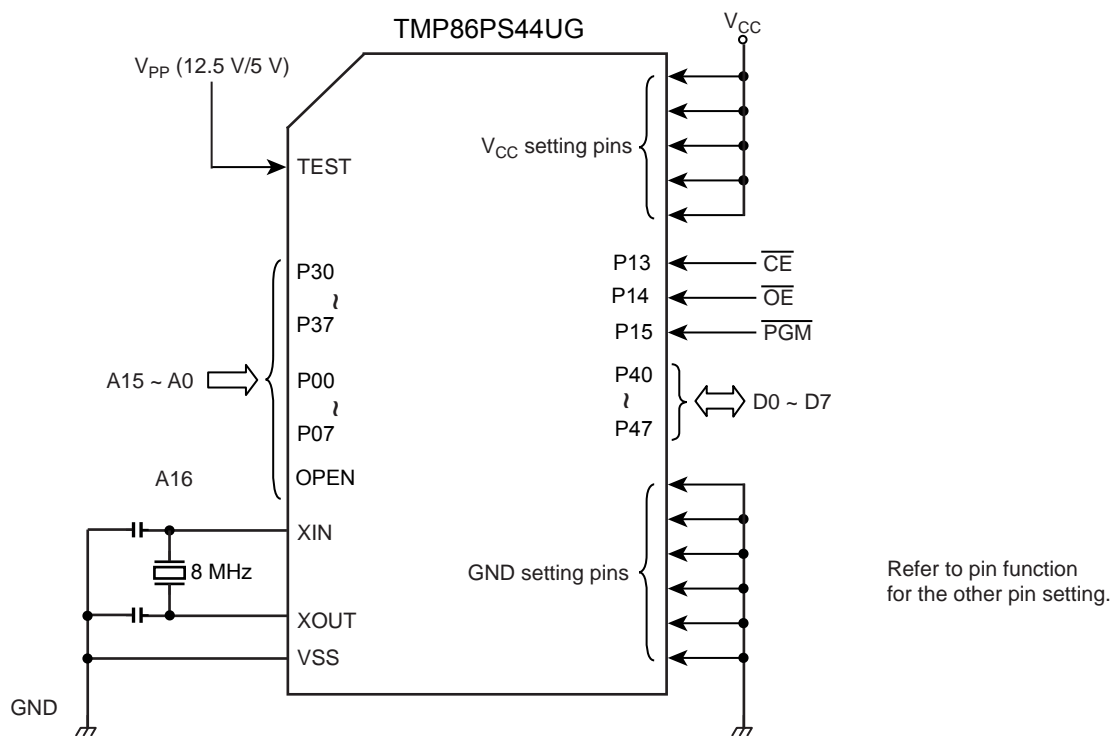 TMP86PS44UG
VCC
VPP (12.5 V/5 V)
VCC setting pins
TEST
P30
~
P37
A15 ~ A0
P00
~
P07
A16
OPEN
XIN
8 MHz
XOUT
VSS
GND
P13
CE
P14
OE
P15
PGM
P40
~
P47
D0 ~ D7
GND setting pins
Refer to pin function
for the other pin setting.